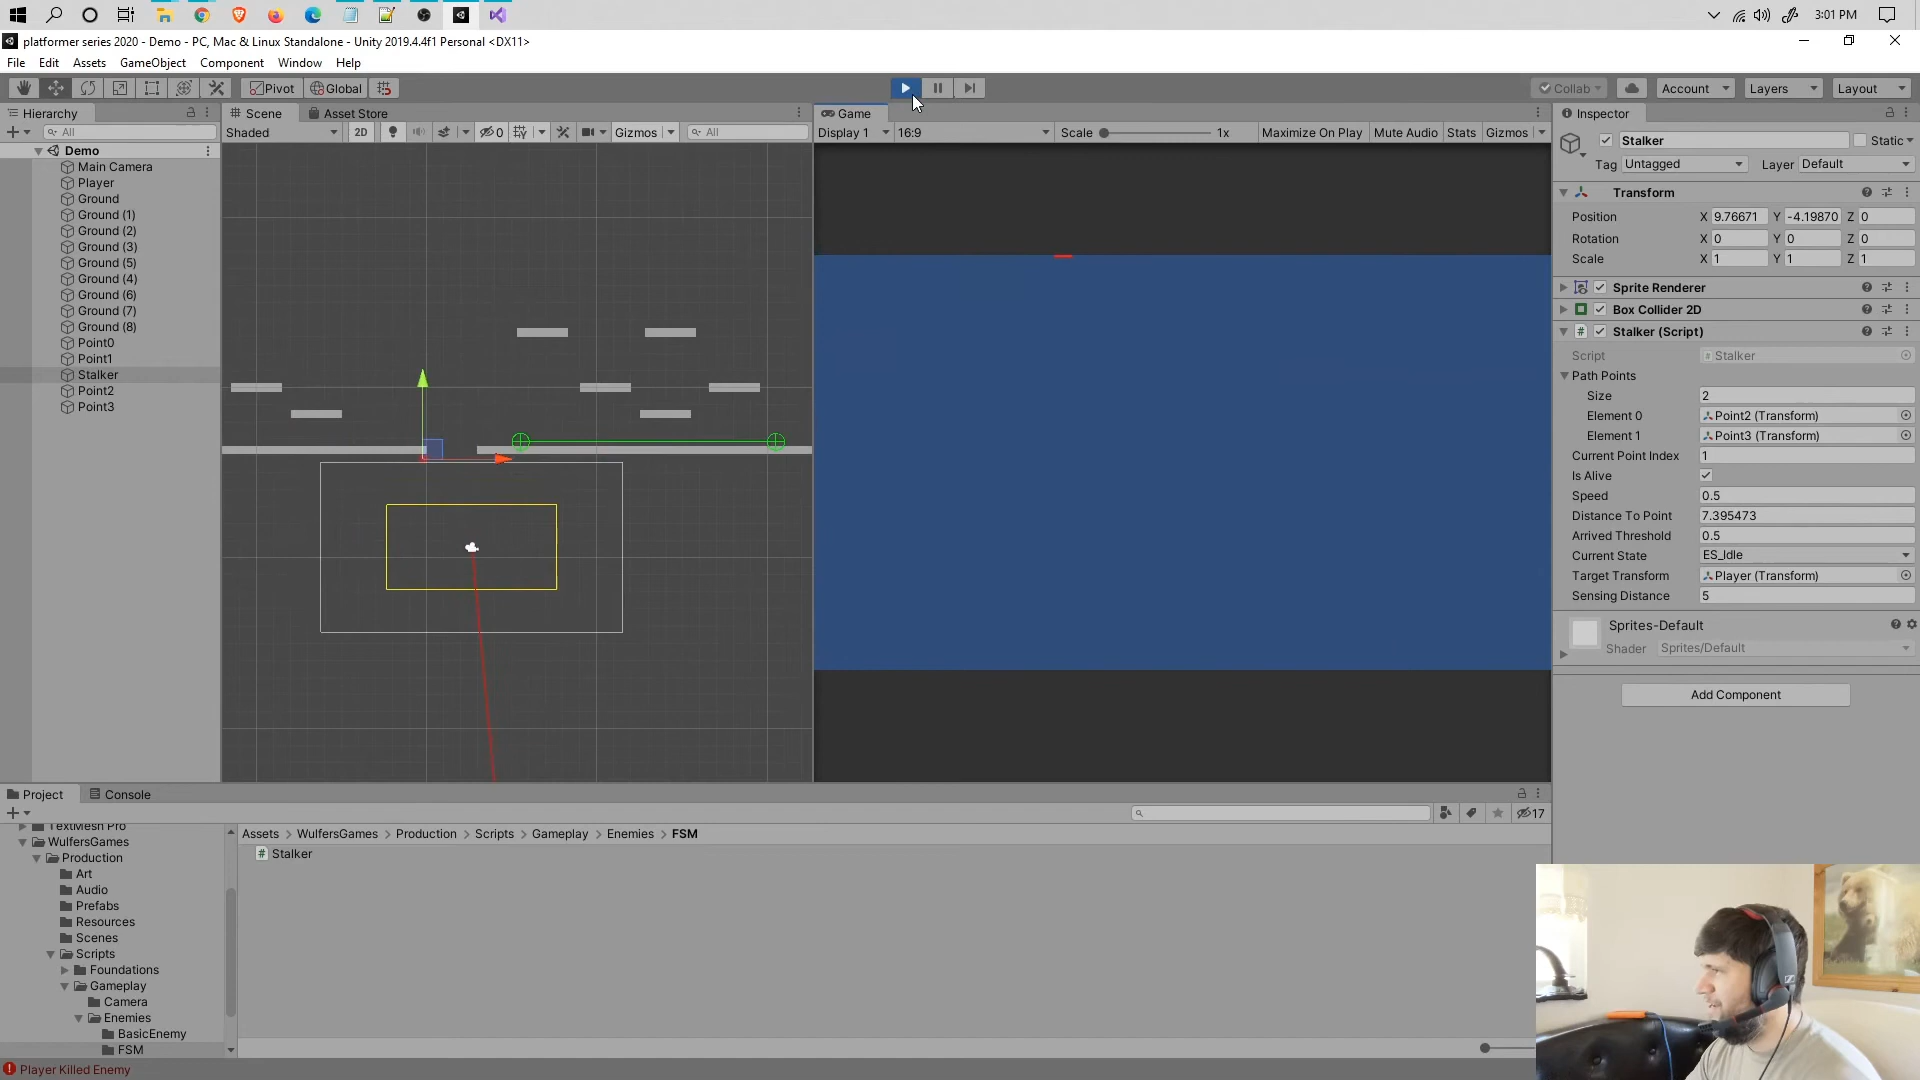 3:01 PM
platformer series 2020 - Demo - PC, Mac & Linux Standalone - Unity 2019.4.4f1 Personal <DX11>
File Edit Assets GameObject Component Window Help
Pivot Global Collab Account Layers Layout
Hierarchy
All
Demo
Main Camera
Player
Ground
Ground (1)
Ground (2)
Ground (3)
Ground (5)
Ground (4)
Ground (6)
Ground (7)
Ground (8)
Point0
Point1
Stalker
Point2
Point3
Scene Asset Store
Shaded 2D 0 Gizmos All
Game
Display 1 16:9 Scale 1x Maximize On Play Mute Audio Stats Gizmos
Inspector
Stalker Static
Tag Untagged Layer Default
Transform
Position X 9.76671 Y -4.19870 Z 0
Rotation X 0 Y 0 Z 0
Scale X 1 Y 1 Z 1
Sprite Renderer
Box Collider 2D
# Stalker (Script)
Script # Stalker
Path Points
Size 2
Element 0 Point2 (Transform)
Element 1 Point3 (Transform)
Current Point Index 1
Is Alive
Speed 0.5
Distance To Point 7.395473
Arrived Threshold 0.5
Current State ES_Idle
Target Transform Player (Transform)
Sensing Distance 5
Sprites-Default
Shader Sprites/Default
Add Component
Project Console
17
TextMesh Pro
WulfersGames
Production
Art
Audio
Prefabs
Resources
Scenes
Scripts
Foundations
Gameplay
Camera
Enemies
BasicEnemy
FSM
Assets > WulfersGames > Production > Scripts > Gameplay > Enemies > FSM
# Stalker
Player Killed Enemy